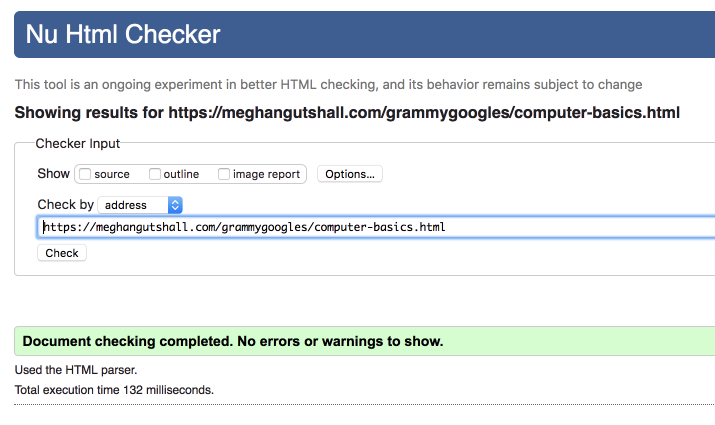 Nu Html Checker
This tool is an ongoing experiment in better HTML checking, and its behavior remains subject to change
Showing results for https://meghangutshall.com/grammygoogles/computer-basics.html
Checker Input
Show source outline image report Options...
Check by address
https://meghangutshall.com/grammygoogles/computer-basics.html
Check
Document checking completed. No errors or warnings to show.
Used the HTML parser.
Total execution time 132 milliseconds.